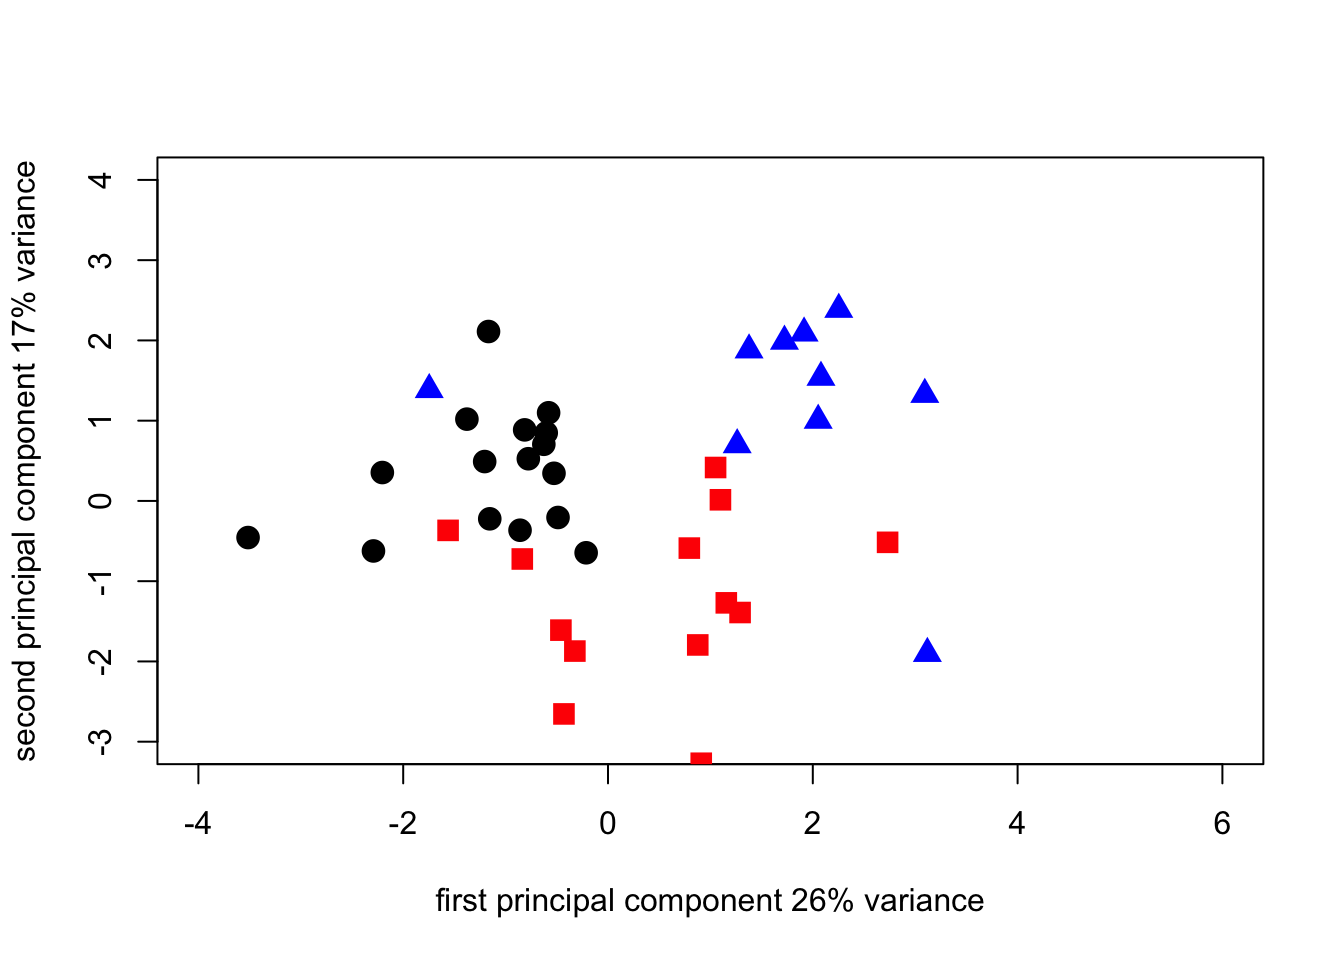 second principal component 17% variance
4
3
2
1
0
-1
-2
-3
-4 -2 0 2 4 6
first principal component 26% variance